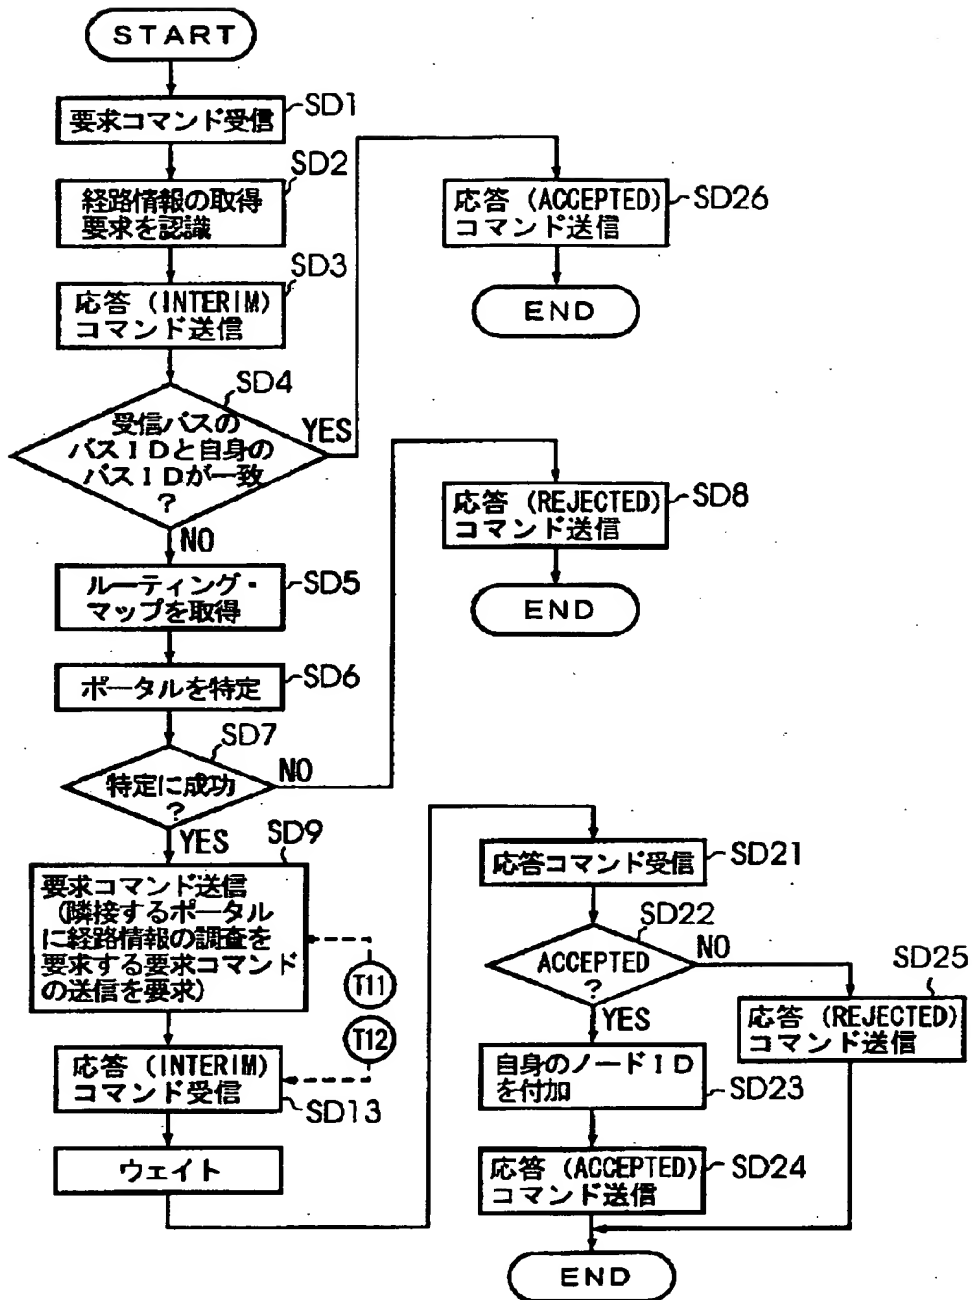 START
要求コマンド受信
SD1
経路情報の取得
要求を認識
SD2
応答 (INTERIM)
コマンド送信
SD3
受信バスの
バスIDと自身の
バスIDが一致
?
SD4
YES
NO
応答 (ACCEPTED)
コマンド送信
SD26
END
ルーティング・
マップを取得
SD5
ポータルを特定
SD6
特定に成功
?
SD7
NO
YES
応答 (REJECTED)
コマンド送信
SD8
END
要求コマンド送信
(隣接するポータル
に経路情報の調査を
要求する要求コマンド
の送信を要求)
SD9
T11
T12
応答 (INTERIM)
コマンド受信
SD13
ウェイト
応答コマンド受信
SD21
ACCEPTED
?
SD22
NO
YES
自身のノードID
を付加
SD23
応答 (ACCEPTED)
コマンド送信
SD24
応答 (REJECTED)
コマンド送信
SD25
END